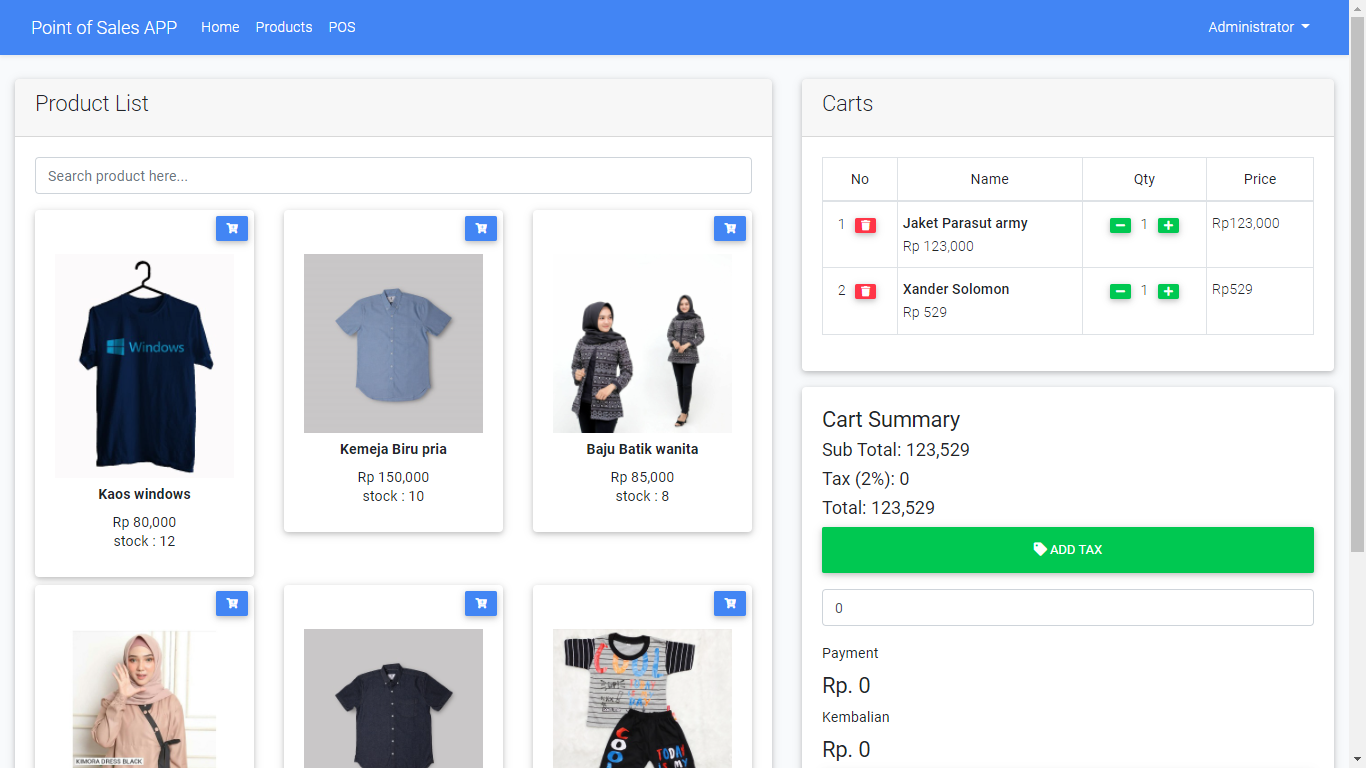 Point of Sales APP Home Products POS Administrator
Product List
Search product here...
Windows
Kaos windows
Rp 80,000
stock : 12
Kemeja Biru pria
Rp 150,000
stock : 10
Baju Batik wanita
Rp 85,000
stock : 8
KIMORA DRESS BLACK
COOL
TODAY
IS MY
Carts
No Name Qty Price
1 Jaket Parasut army 1 Rp123,000
Rp 123,000
2 Xander Solomon 1 Rp529
Rp 529
Cart Summary
Sub Total: 123,529
Tax (2%): 0
Total: 123,529
ADD TAX
0
Payment
Rp. 0
Kembalian
Rp. 0